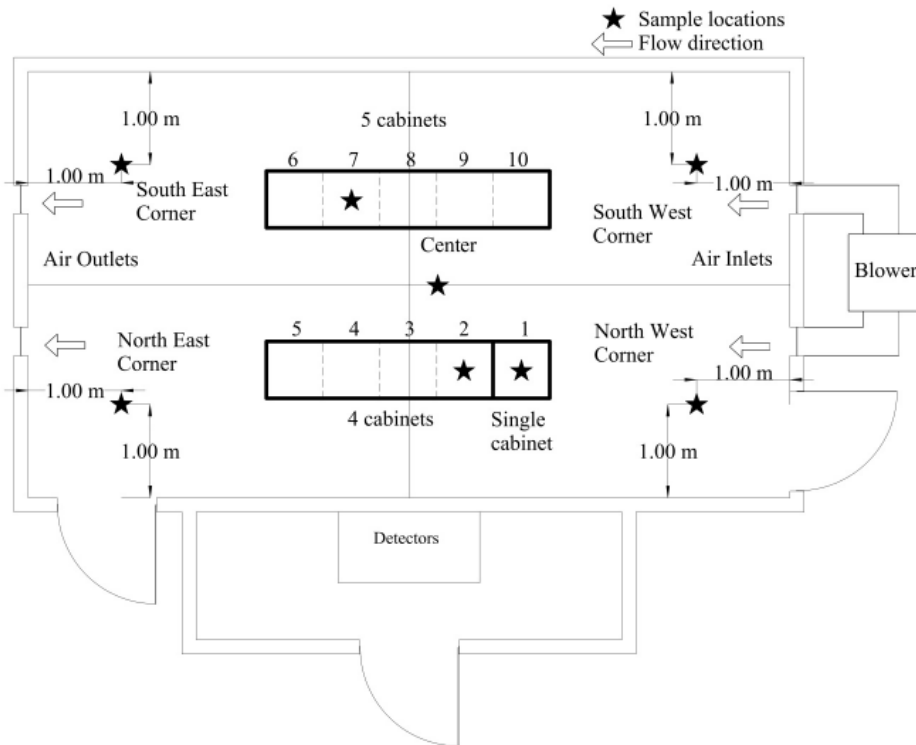 Sample locations
Flow direction
1.00 m
5 cabinets
1.00 m
6 7 8 9 10
1.00 m
1.00 m
South East
Corner
South West
Corner
Center
Air Outlets
Air Inlets
Blower
5 4 3 2 1
North East
Corner
North West
Corner
1.00 m
1.00 m
4 cabinets
Single
cabinet
1.00 m
1.00 m
Detectors